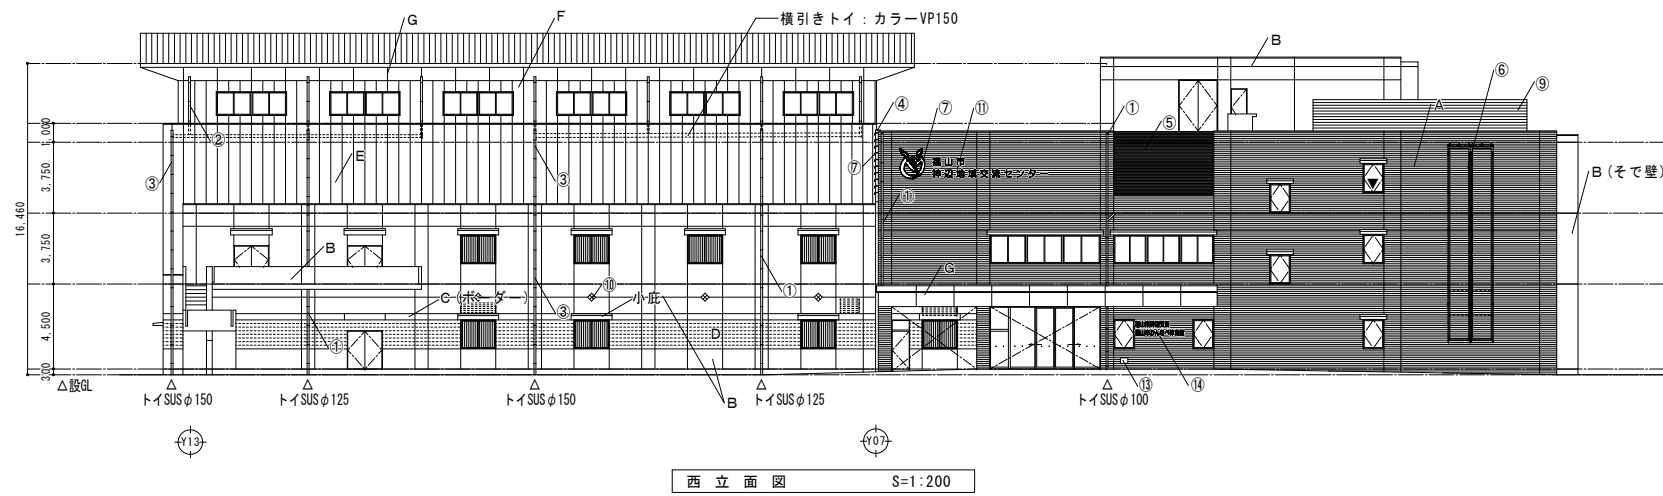 G
F
横引きトイ：カラーVP150
B
⑥
⑨
④
⑦
⑪
①
A
⑤
②
E
③
③
⑦
福山市
神辺地域交流センター
B（そで壁）
⑪
B
⑩
①
G
C（ボーダー）
小庇
③
①
D
B
⑬
⑭
16,460
1,000
3,750
3,750
4,500
300
△設GL
トイSUSφ150
トイSUSφ125
トイSUSφ150
トイSUSφ125
トイSUSφ100
Y13
Y07
西立面図 S=1:200